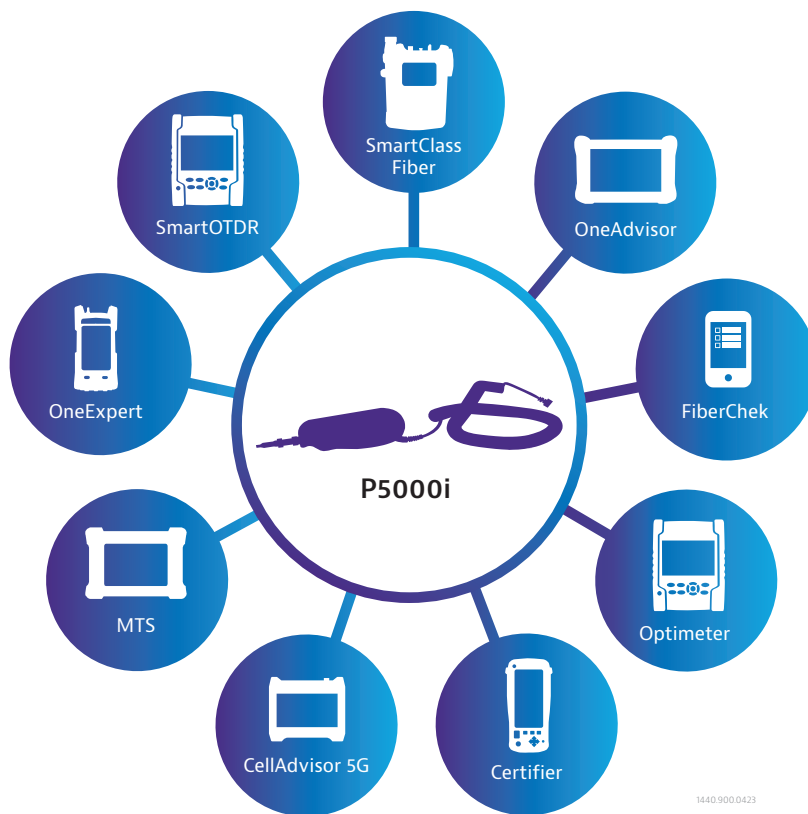 SmartClass
Fiber
SmartOTDR
OneAdvisor
OneExpert
FiberChek
P5000i
MTS
Optimeter
CellAdvisor 5G
Certifier
1440.900.0423